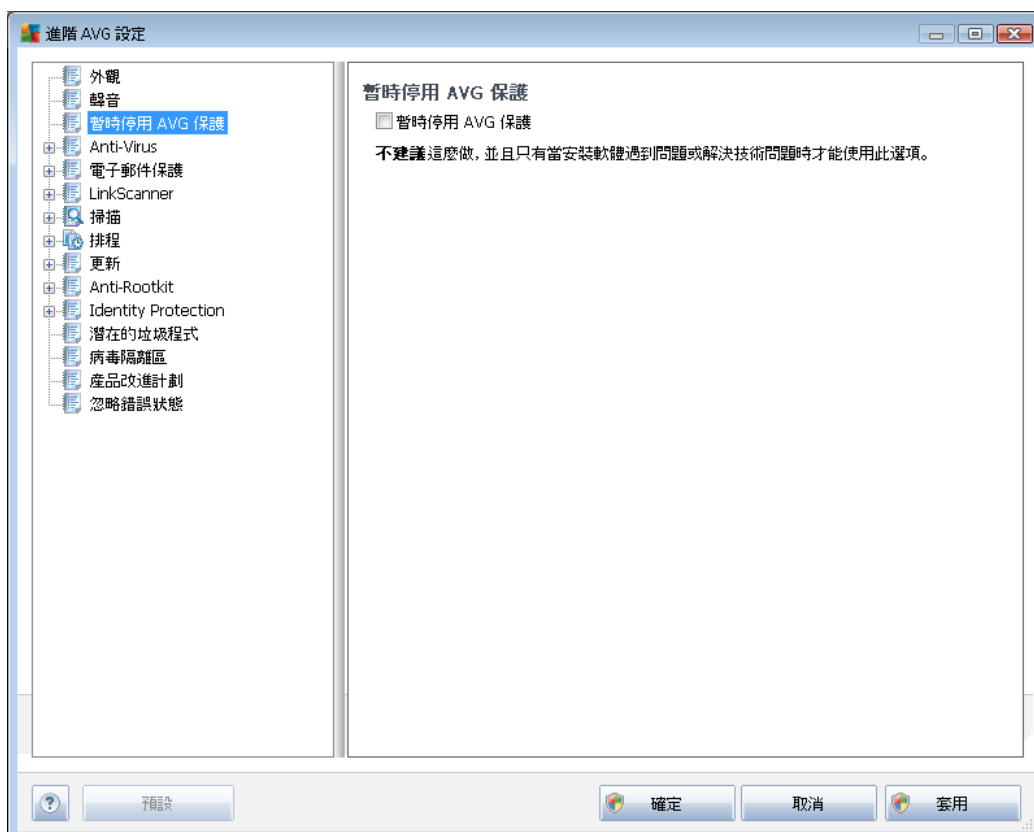 進階 AVG 設定
外觀
聲音
暫時停用 AVG 保護
Anti-Virus
電子郵件保護
LinkScanner
掃描
排程
更新
Anti-Rootkit
Identity Protection
潛在的垃圾程式
病毒隔離區
産品改進計劃
忽略錯誤狀態
暫時停用 AVG 保護
暫時停用 AVG 保護
不建議這麼做, 並且只有當安裝軟體遇到問題或解決技術問題時才能使用此選項。
?
預設
確定
取消
套用